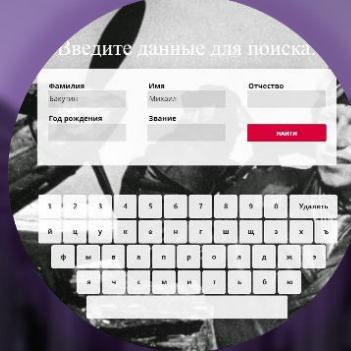 Введите данные для поиска.
Фамилия Имя Отчество
Бакутин Михаил
Год рождения Звание
НАЙТИ
1 2 3 4 5 6 7 8 9 0 Удалить
й ц у к е н г ш щ з х ъ
ф ы в а п р о л д ж э
я ч с м и т ь б ю